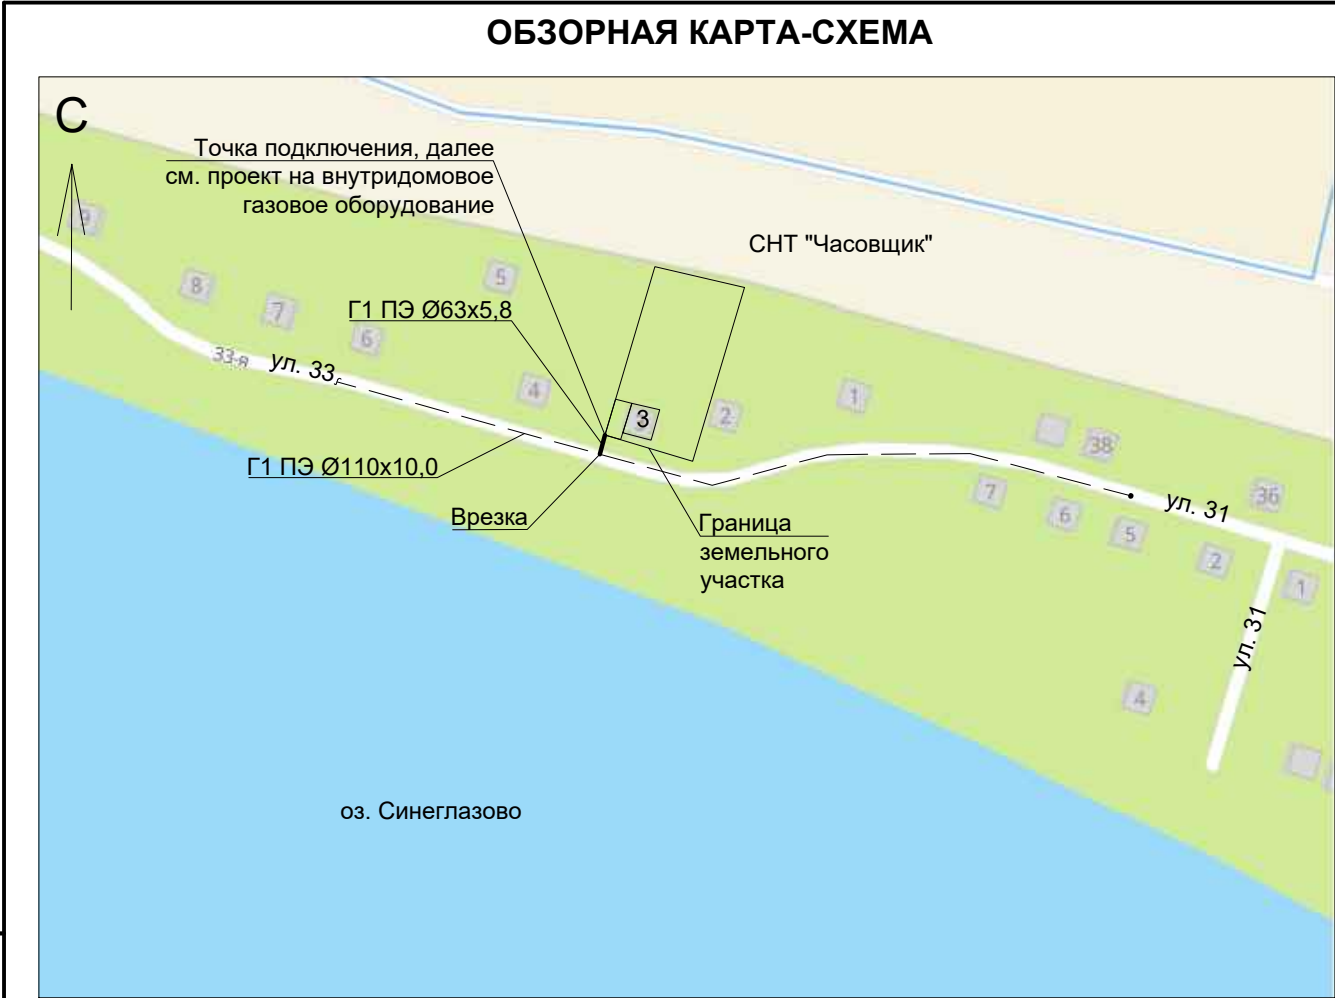 ОБЗОРНАЯ КАРТА-СХЕМА
С
Точка подключения, далее
см. проект на внутридомовое
газовое оборудование
СНТ "Часовщик"
9
8
7
5
6
Г1 ПЭ Ø63х5,8
33-я
ул. 33
г
4
3
2
1
38
Г1 ПЭ Ø110х10,0
Врезка
Граница
земельного
участка
7
6
5
ул. 31
36
2
1
ул. 31
4
оз. Синеглазово